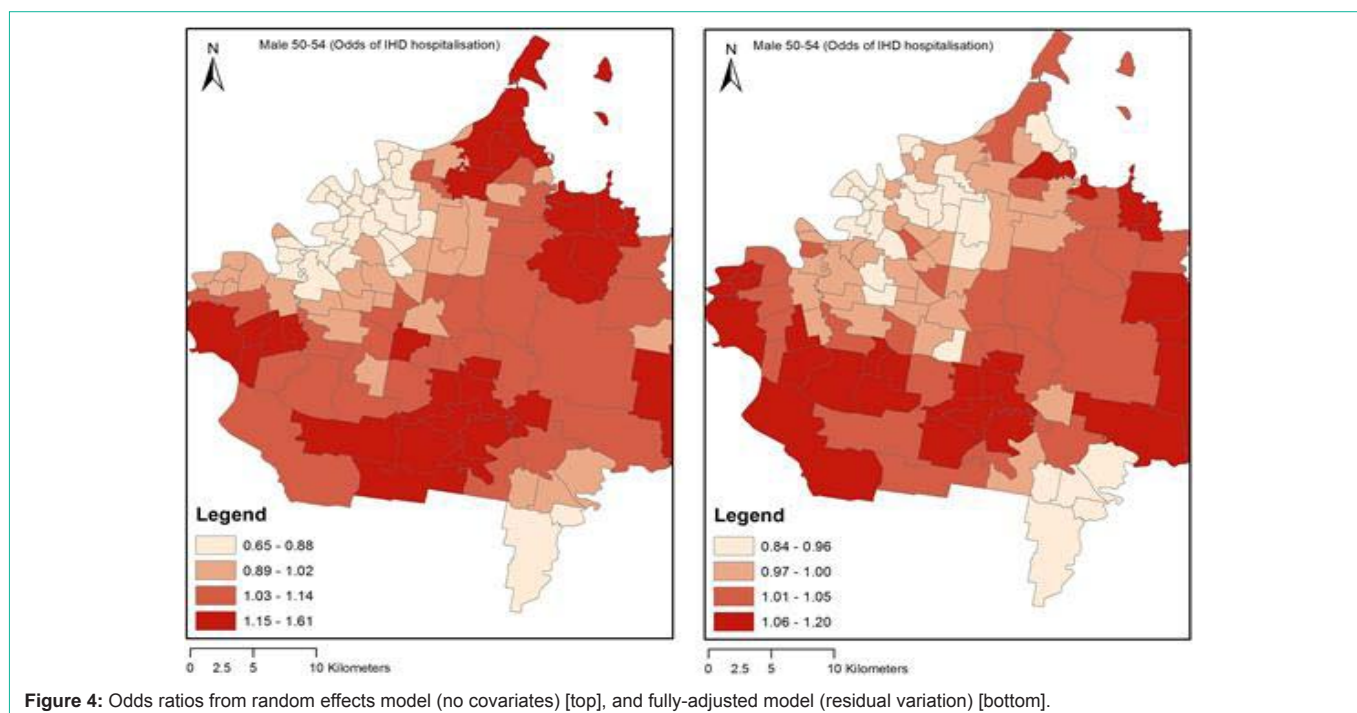 Male 50-54 (Odds of IHD hospitalisation)
N
Legend
0.65 - 0.88
0.89 - 1.02
1.03 - 1.14
1.15 - 1.61
0 2.5 5 10 Kilometers
Male 50-54 (Odds of IHD hospitalisation)
N
Legend
0.84 - 0.96
0.97 - 1.00
1.01 - 1.05
1.06 - 1.20
0 2.5 5 10 Kilometers
Figure 4: Odds ratios from random effects model (no covariates) [top], and fully-adjusted model (residual variation) [bottom].